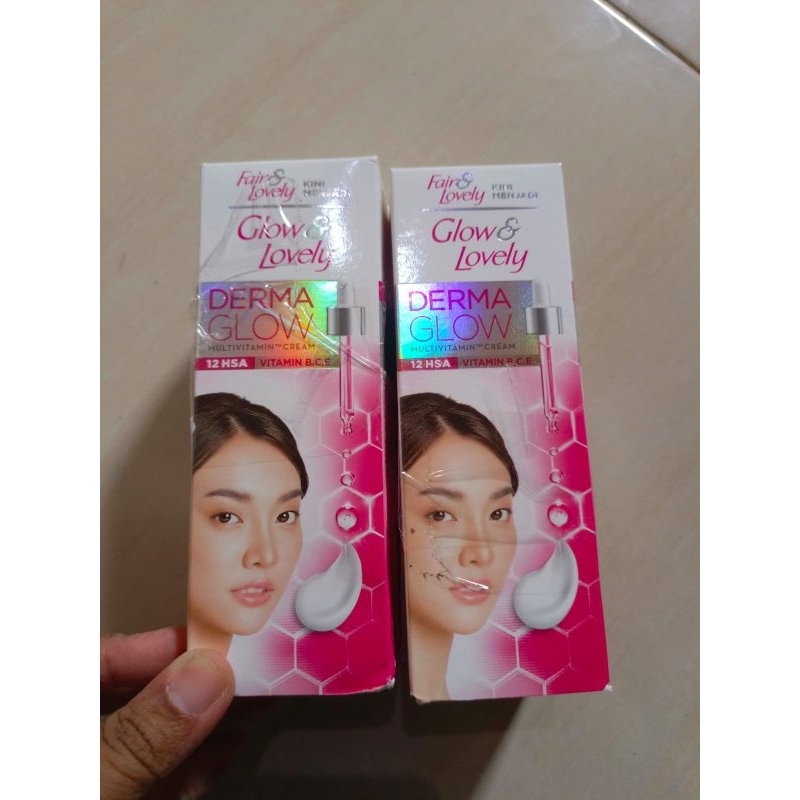 Fair & Lovely KINI MENJADI
Glow & Lovely
DERMA
GLOW
MULTIVITAMIN™ CREAM
12 HSA VITAMIN B,C,E
Fair & Lovely KINI MENJADI
Glow & Lovely
DERMA
GLOW
MULTIVITAMIN™ CREAM
12 HSA VITAMIN B,C,E